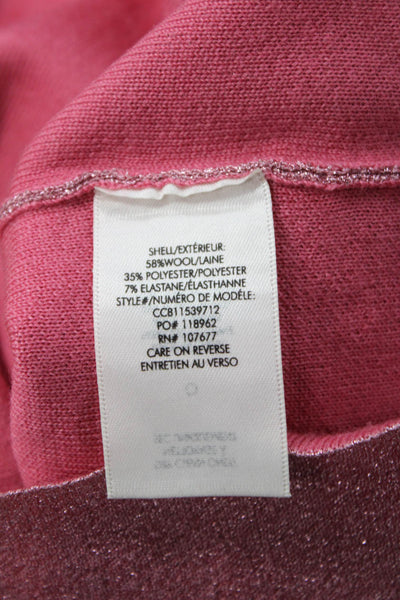 SHELL/EXTÉRIEUR:
58%WOOL/LAINE
35% POLYESTER/POLYESTER
7% ELASTANE/ÉLASTHANNE
STYLE#/NUMÉRO DE MODÈLE:
CC811539712
PO# 118962
RN# 107677
CARE ON REVERSE
ENTRETIEN AU VERSO